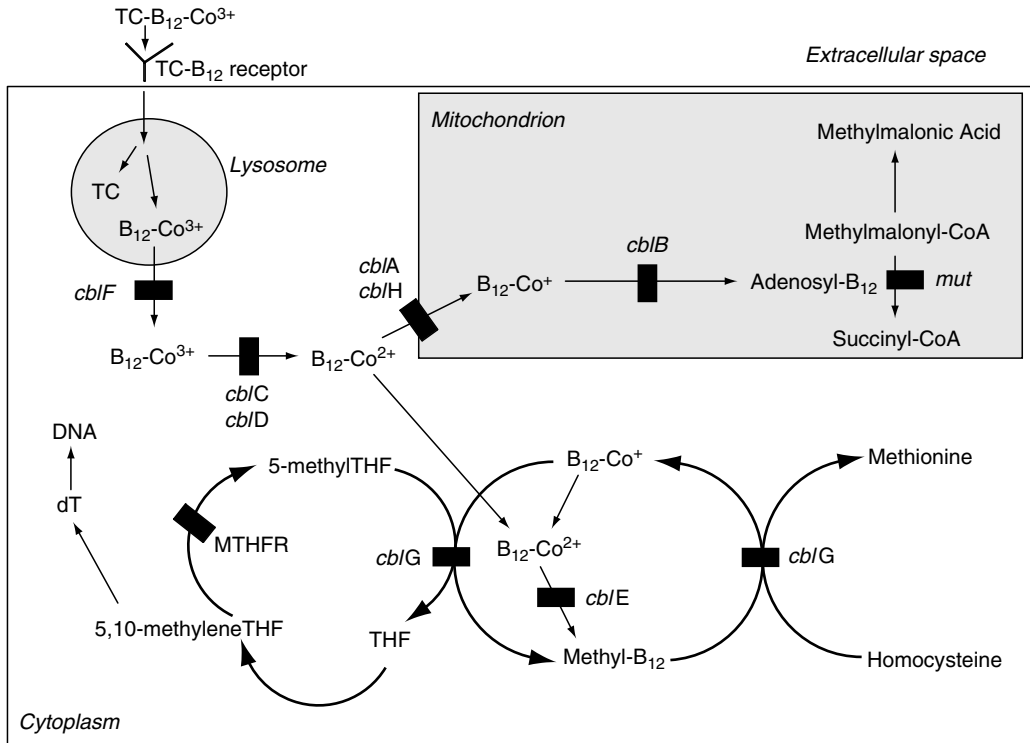 TC-B₁₂-Co³⁺
TC-B₁₂ receptor
Extracellular space
Mitochondrion
Methylmalonic Acid
Lysosome
TC
B₁₂-Co³⁺
Methylmalonyl-CoA
cblB
cblA
cblH
cblF
B₁₂-Co⁺
Adenosyl-B₁₂
mut
Succinyl-CoA
B₁₂-Co³⁺
B₁₂-Co²⁺
cblC
cblD
DNA
5-methylTHF
B₁₂-Co⁺
Methionine
dT
MTHFR
cblG
B₁₂-Co²⁺
cblG
cblE
5,10-methyleneTHF
THF
Methyl-B₁₂
Homocysteine
Cytoplasm